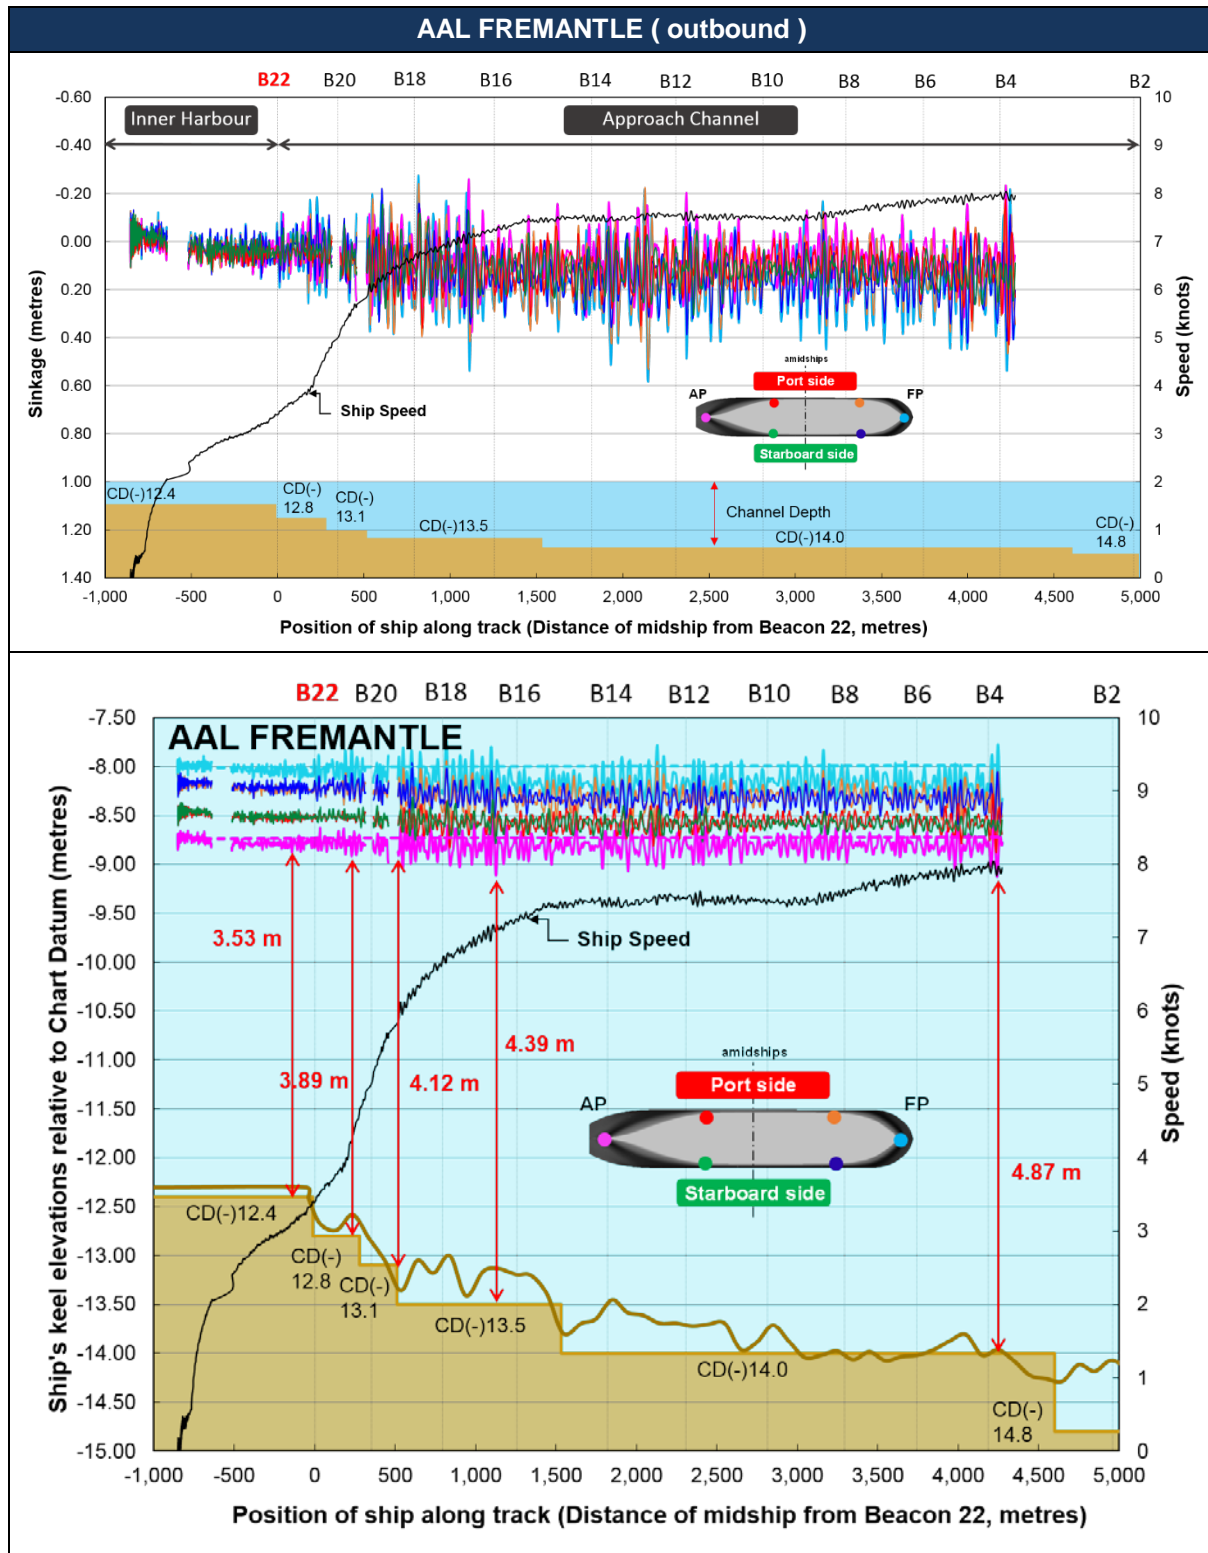 AAL FREMANTLE ( outbound )
B22 B20 B18 B16 B14 B12 B10 B8 B6 B4 B2
-0.60 10
Inner Harbour Approach Channel
-0.40 9
-0.20 8
0.00 7
0.20 6
0.40 5
amidships
Port side
0.60 4
AP FP
Ship Speed
Starboard side
0.80 3
1.00 2
CD(-)12.4 CD(-)
12.8
CD(-)
13.1
CD(-)13.5
Channel Depth
CD(-)14.0
CD(-)
14.8
1.20 1
1.40 0
-1,000 -500 0 500 1,000 1,500 2,000 2,500 3,000 3,500 4,000 4,500 5,000
Sinkage (metres)
Speed (knots)
Position of ship along track (Distance of midship from Beacon 22, metres)
B22 B20 B18 B16 B14 B12 B10 B8 B6 B4 B2
-7.50 10
AAL FREMANTLE
-8.00
9
-8.50
-9.00 8
-9.50
3.53 m
Ship Speed
7
-10.00
-10.50
6
4.39 m
-11.00
amidships
3.89 m 4.12 m
Port side
5
-11.50
AP FP
-12.00 4
4.87 m
Starboard side
-12.50
CD(-)12.4
3
-13.00
CD(-)
12.8
CD(-)
13.1
-13.50 2
CD(-)13.5
-14.00
CD(-)14.0
1
-14.50
CD(-)
14.8
-15.00 0
-1,000 -500 0 500 1,000 1,500 2,000 2,500 3,000 3,500 4,000 4,500 5,000
Ship's keel elevations relative to Chart Datum (metres)
Speed (knots)
Position of ship along track (Distance of midship from Beacon 22, metres)